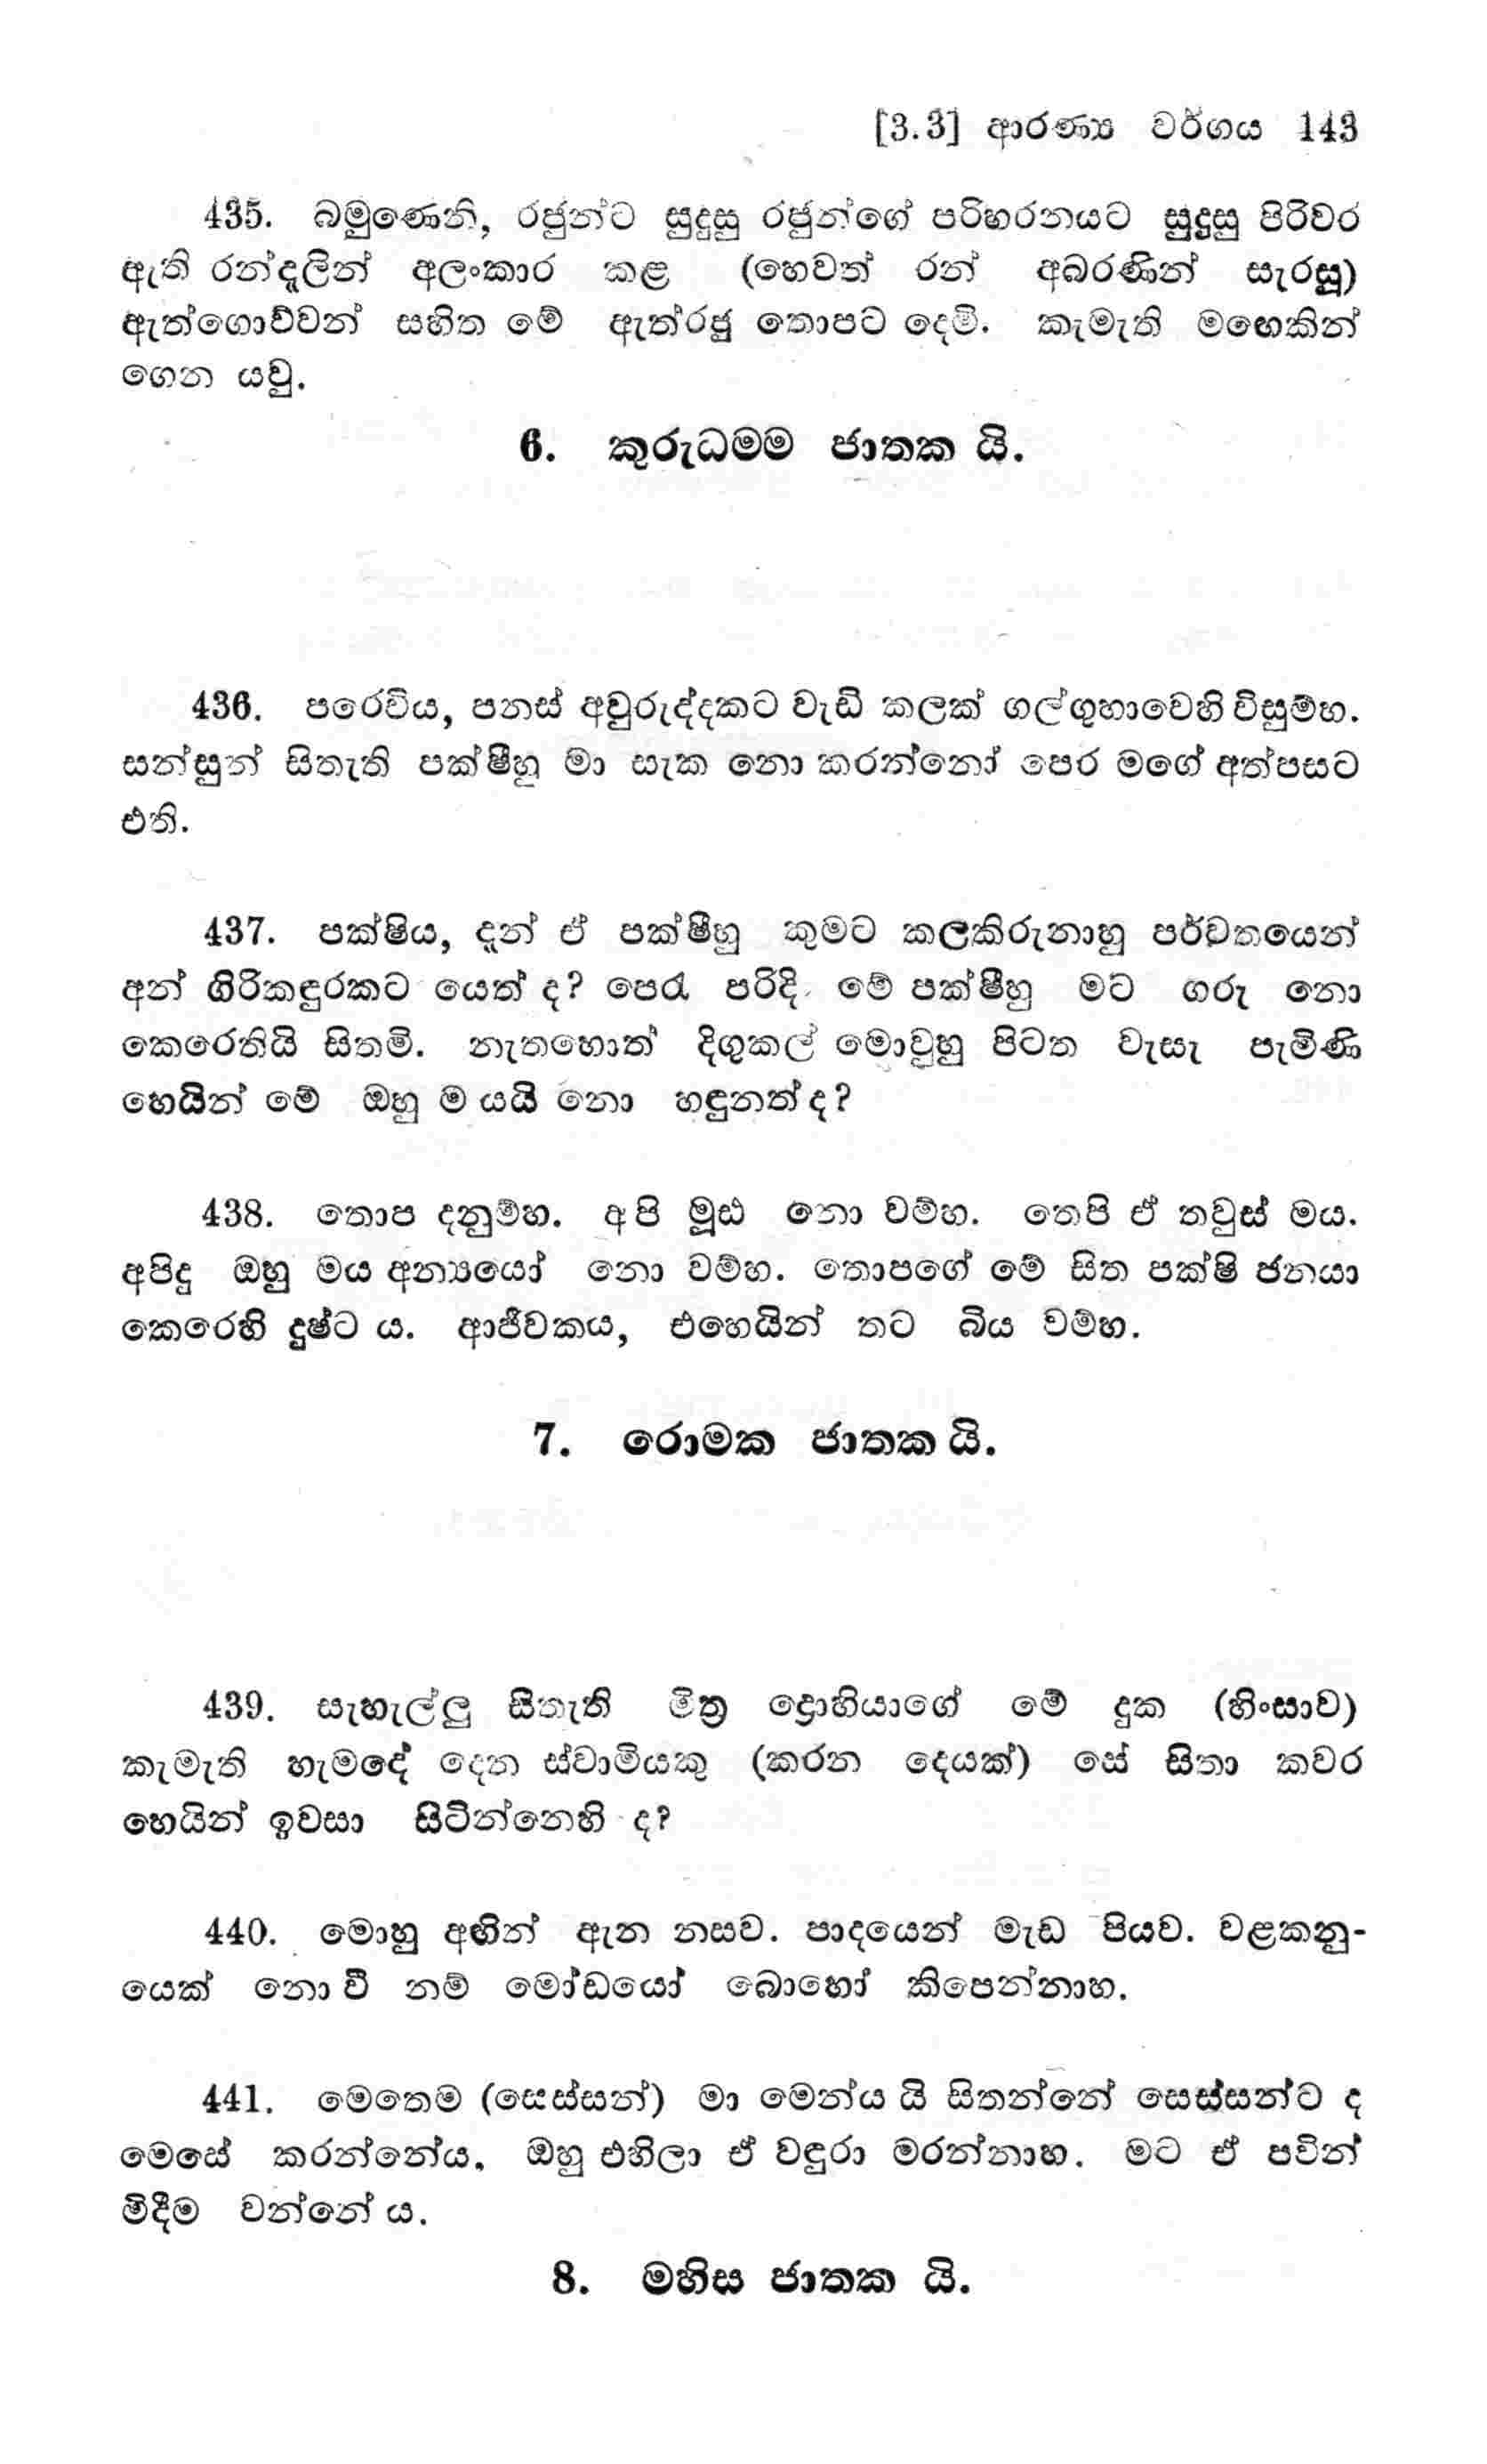 [3.3] ආරණ්‍ය වර්ගය 143
435. බමුණෙනි, රජුන්ට සුදුසු රජුන්ගේ පරිහරනයට සුදුසු පිරිවර
ඇති රන්දූලින් අලංකාර කළ (හෙවත් රන් අබරණින් සැරසූ)
ඇත්ගොව්වන් සහිත මේ ඇත්රජු තොපට දෙමි. කැමැති මඟෙකින්
ගෙන යවු.
6. කුරුධමම ජාතක යි.
436. පරෙවිය, පනස් අවුරුද්දකට වැඩි කලක් ගල්ගුහාවෙහි විසුම්හ.
සන්සුන් සිතැති පක්ෂීහු මා සැක නො කරන්නෝ පෙර මගේ අත්පසට
එති.
437. පක්ෂිය, දැන් ඒ පක්ෂීහු කුමට කලකිරුනාහු පර්වතයෙන්
අන් ගිරිකඳුරකට යෙත් ද? පෙරැ පරිදි මේ පක්ෂීහු මට ගරු නො
කෙරෙතියි සිතමි. නැතහොත් දිගුකල් මොවුහු පිටත වැසැ පැමිණි
හෙයින් මේ ඔහු ම යයි නො හඳුනත්ද?
438. තොප දනුම්හ. අපි මූඪ නො වම්හ. තෙපි ඒ තවුස් මය.
අපිදු ඔහු මය අන්‍යයෝ නො වම්හ. තොපගේ මේ සිත පක්ෂි ජනයා
කෙරෙහි දුෂ්ට ය. ආජීවකය, එහෙයින් තට බිය වම්හ.
7. රොමක ජාතක යි.
439. සැහැල්ලු සිතැති මිත්‍ර ද්‍රොහියාගේ මේ දුක (හිංසාව)
කැමැති හැමදේ දෙන ස්වාමියකු (කරන දෙයක්) සේ සිතා කවර
හෙයින් ඉවසා සිටින්නෙහි ද?
440. මොහු අඟින් ඇන නසව. පාදයෙන් මැඩ පියව. වළකනු-
යෙක් නො වී නම් මෝඩයෝ බොහෝ කිපෙන්නාහ.
441. මෙතෙම (සෙස්සන්) මා මෙන්ය යි සිතන්නේ සෙස්සන්ට ද
මෙසේ කරන්නේය. ඔහු එහිලා ඒ වඳුරා මරන්නාහ. මට ඒ පවින්
මිදීම වන්නේ ය.
8. මහිස ජාතක යි.